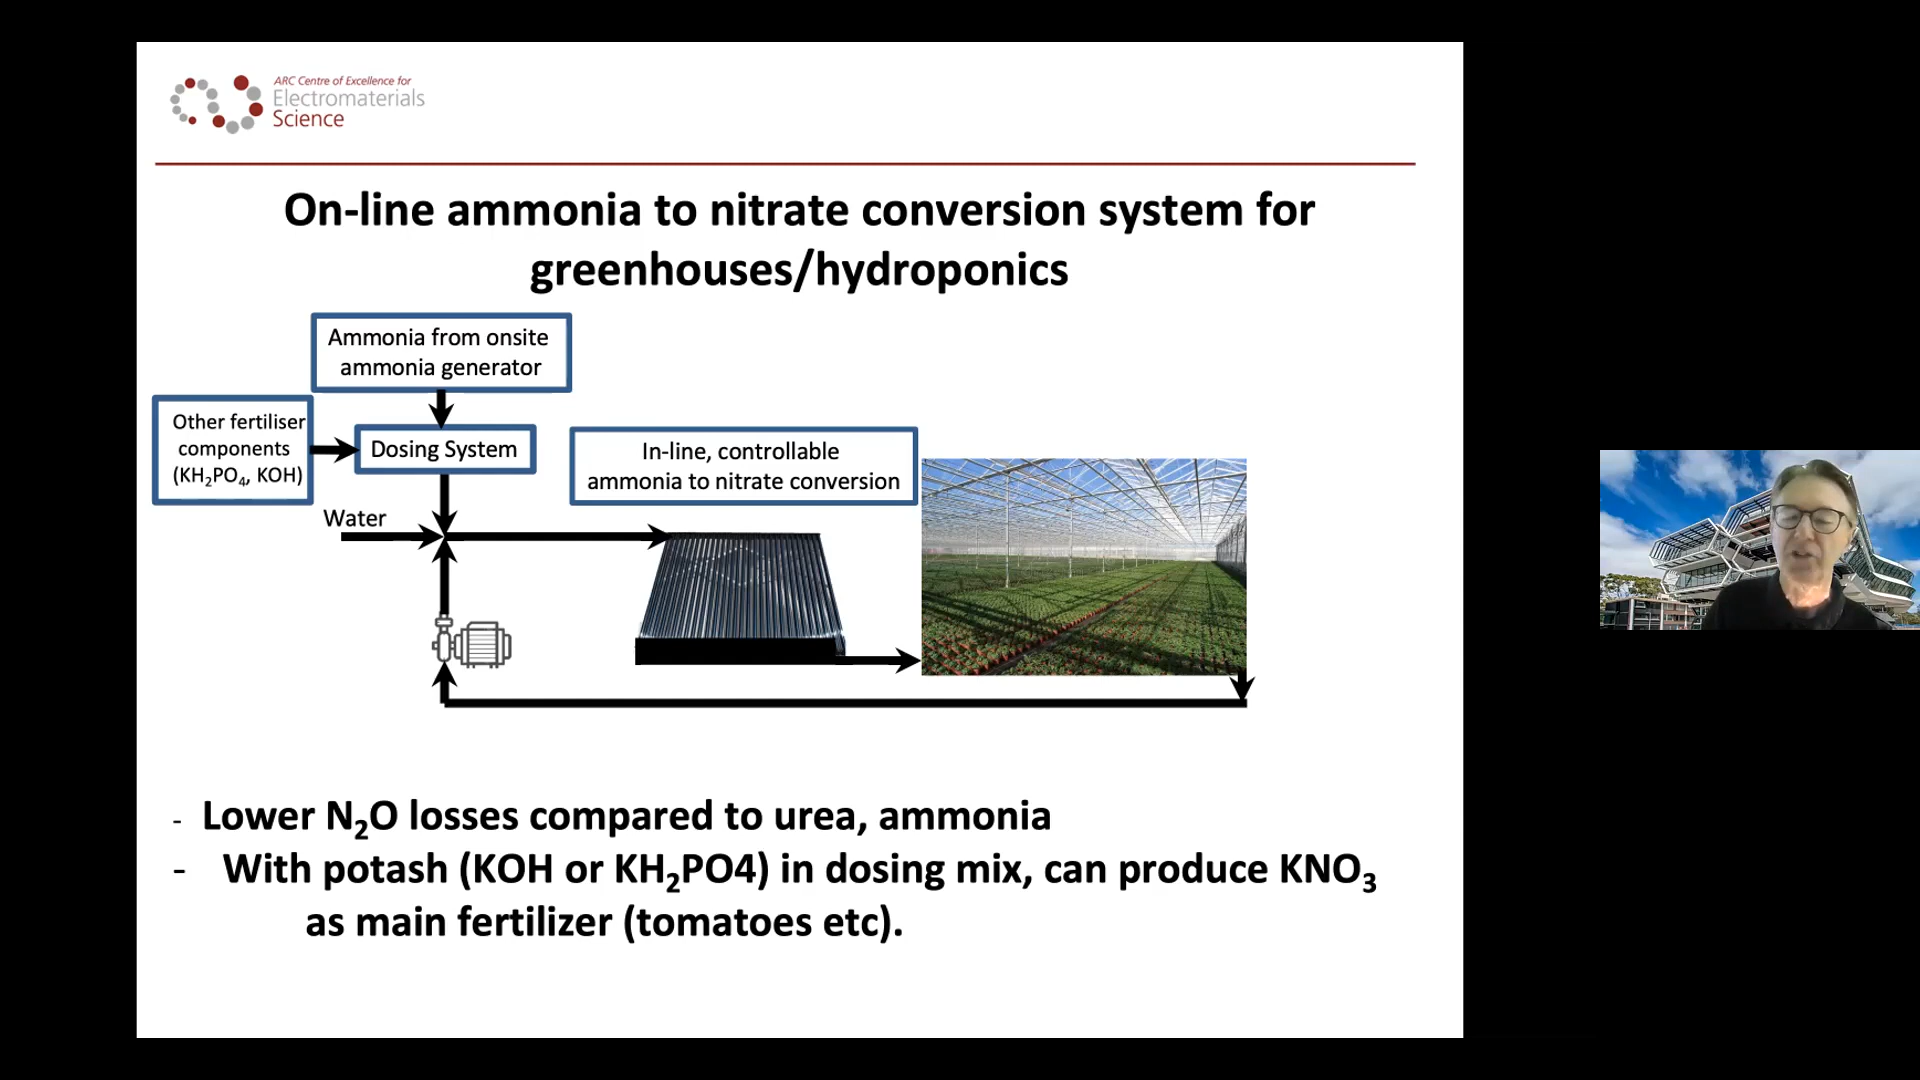 ARC Centre of Excellence for
Electromaterials
Science
On-line ammonia to nitrate conversion system for
greenhouses/hydroponics
Ammonia from onsite
ammonia generator
Other fertiliser
components
(KH₂PO₄, KOH)
Dosing System
In-line, controllable
ammonia to nitrate conversion
Water
- Lower N₂O losses compared to urea, ammonia
- With potash (KOH or KH₂PO4) in dosing mix, can produce KNO₃
as main fertilizer (tomatoes etc).